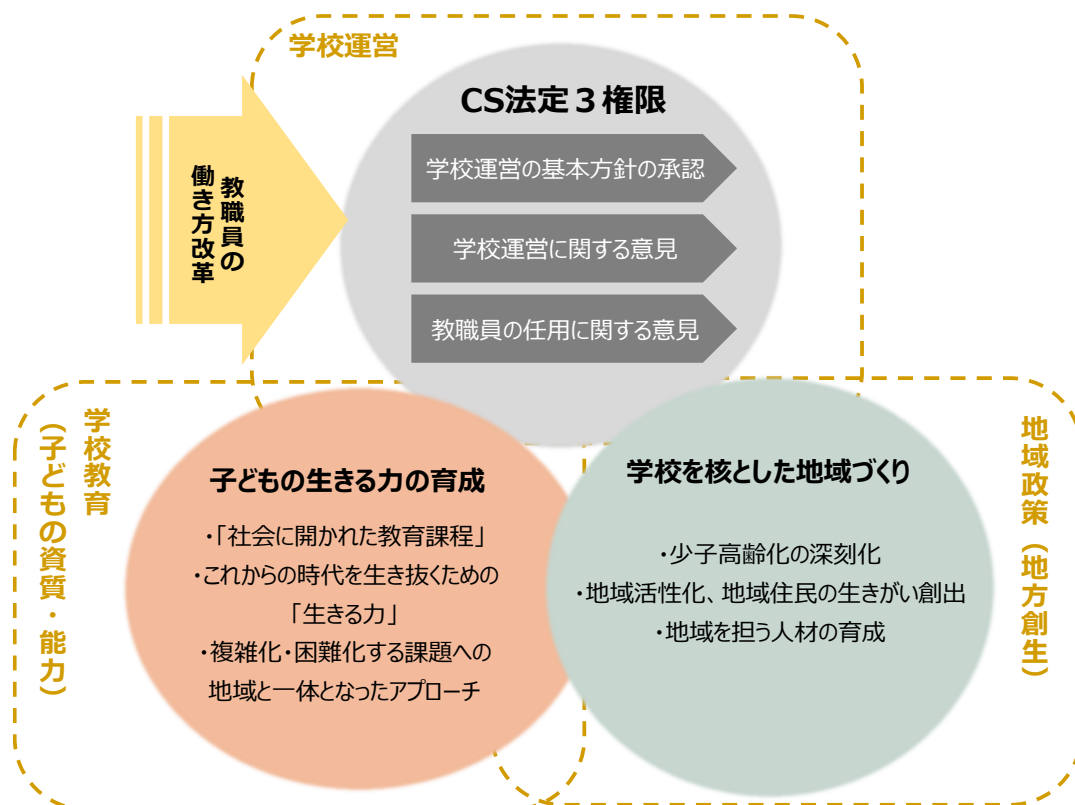 学校運営
CS法定３権限
学校運営の基本方針の承認
学校運営に関する意見
教職員の任用に関する意見
教職員の
働き方改革
学校教育
（子どもの資質・能力）
子どもの生きる力の育成
・「社会に開かれた教育課程」
・これからの時代を生き抜くための
「生きる力」
・複雑化・困難化する課題への
地域と一体となったアプローチ
学校を核とした地域づくり
・少子高齢化の深刻化
・地域活性化、地域住民の生きがい創出
・地域を担う人材の育成
地域政策（地方創生）